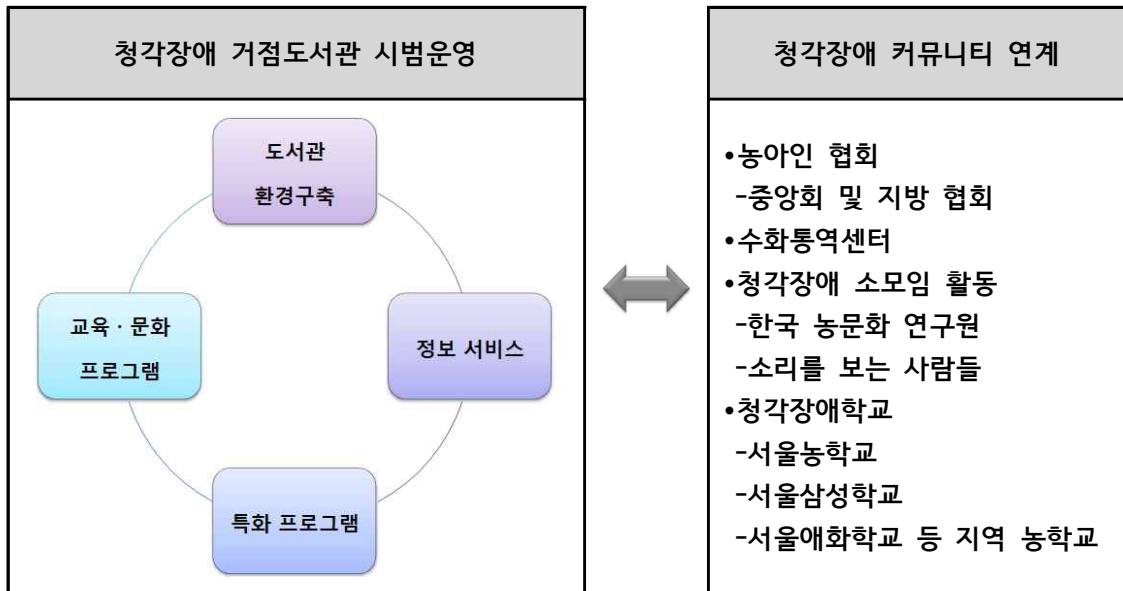 청각장애 거점도서관 시범운영
도서관
환경구축
교육 · 문화
프로그램
정보 서비스
특화 프로그램
청각장애 커뮤니티 연계
•농아인 협회
-중앙회 및 지방 협회
•수화통역센터
•청각장애 소모임 활동
-한국 농문화 연구원
-소리를 보는 사람들
•청각장애학교
-서울농학교
-서울삼성학교
-서울애화학교 등 지역 농학교